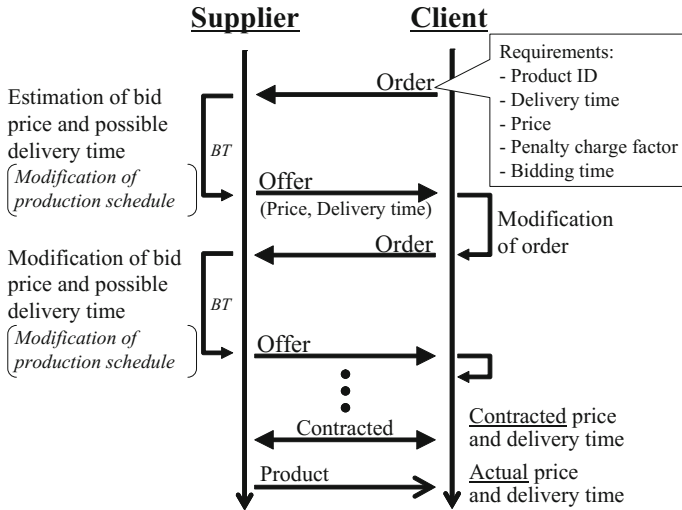 Supplier
Client
Requirements:
- Product ID
- Delivery time
- Price
- Penalty charge factor
- Bidding time
Order
Estimation of bid
price and possible
delivery time
Modification of
production schedule
BT
Offer
(Price, Delivery time)
Modification
of order
Order
Modification of bid
price and possible
delivery time
Modification of
production schedule
BT
Offer
Contracted
Contracted price
and delivery time
Product
Actual price
and delivery time